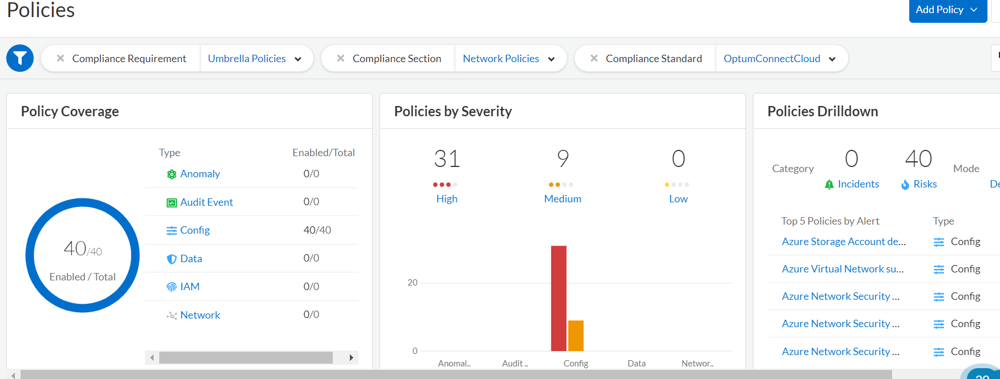 Policies
Add Policy
Compliance Requirement Umbrella Policies
Compliance Section Network Policies
Compliance Standard OptumConnectCloud
Policy Coverage
40/40
Enabled / Total
Type Enabled/Total
Anomaly 0/0
Audit Event 0/0
Config 40/40
Data 0/0
IAM 0/0
Network 0/0
Policies by Severity
31 9 0
High Medium Low
20
0
Anomal.. Audit .. Config Data Networ..
Policies Drilldown
Category 0 40 Mode
Incidents Risks
Top 5 Policies by Alert Type
Azure Storage Account de... Config
Azure Virtual Network su... Config
Azure Network Security ... Config
Azure Network Security ... Config
Azure Network Security ... Config